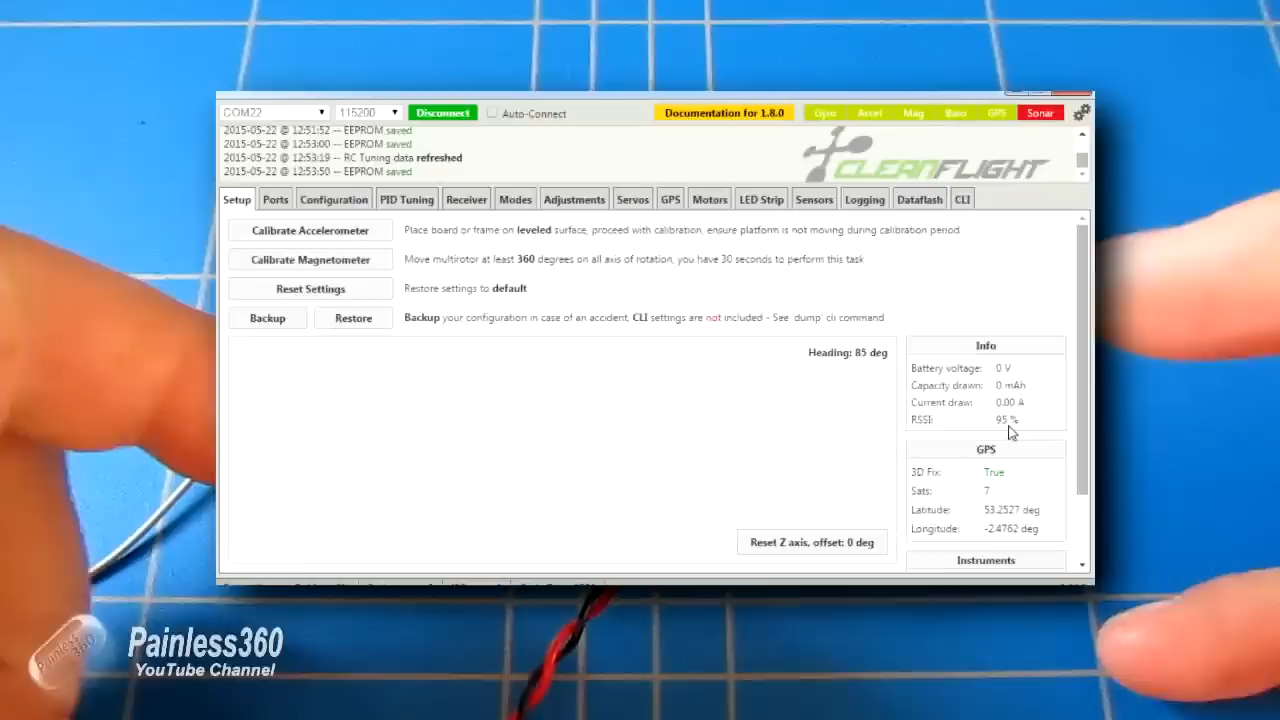 COM22 115200 Disconnect Auto-Connect Documentation for 1.8.0 Gyro Accel Mag Baro GPS Sonar
2015-05-22 @ 12:51:52 -- EEPROM saved
2015-05-22 @ 12:53:00 -- EEPROM saved
2015-05-22 @ 12:53:19 -- RC Tuning data refreshed
2015-05-22 @ 12:53:50 -- EEPROM saved
CLEANFLIGHT
Setup Ports Configuration PID Tuning Receiver Modes Adjustments Servos GPS Motors LED Strip Sensors Logging Dataflash CLI
Calibrate Accelerometer Place board or frame on leveled surface, proceed with calibration, ensure platform is not moving during calibration period
Calibrate Magnetometer Move multirotor at least 360 degrees on all axis of rotation, you have 30 seconds to perform this task
Reset Settings Restore settings to default
Backup Restore Backup your configuration in case of an accident, CLI settings are not included - See 'dump' cli command
Heading: 85 deg
Info
Battery voltage: 0 V
Capacity drawn: 0 mAh
Current draw: 0.00 A
RSSI: 95 %
GPS
3D Fix: True
Sats: 7
Latitude: 53.2527 deg
Longitude: -2.4762 deg
Reset Z axis, offset: 0 deg
Instruments
Painless360
YouTube Channel